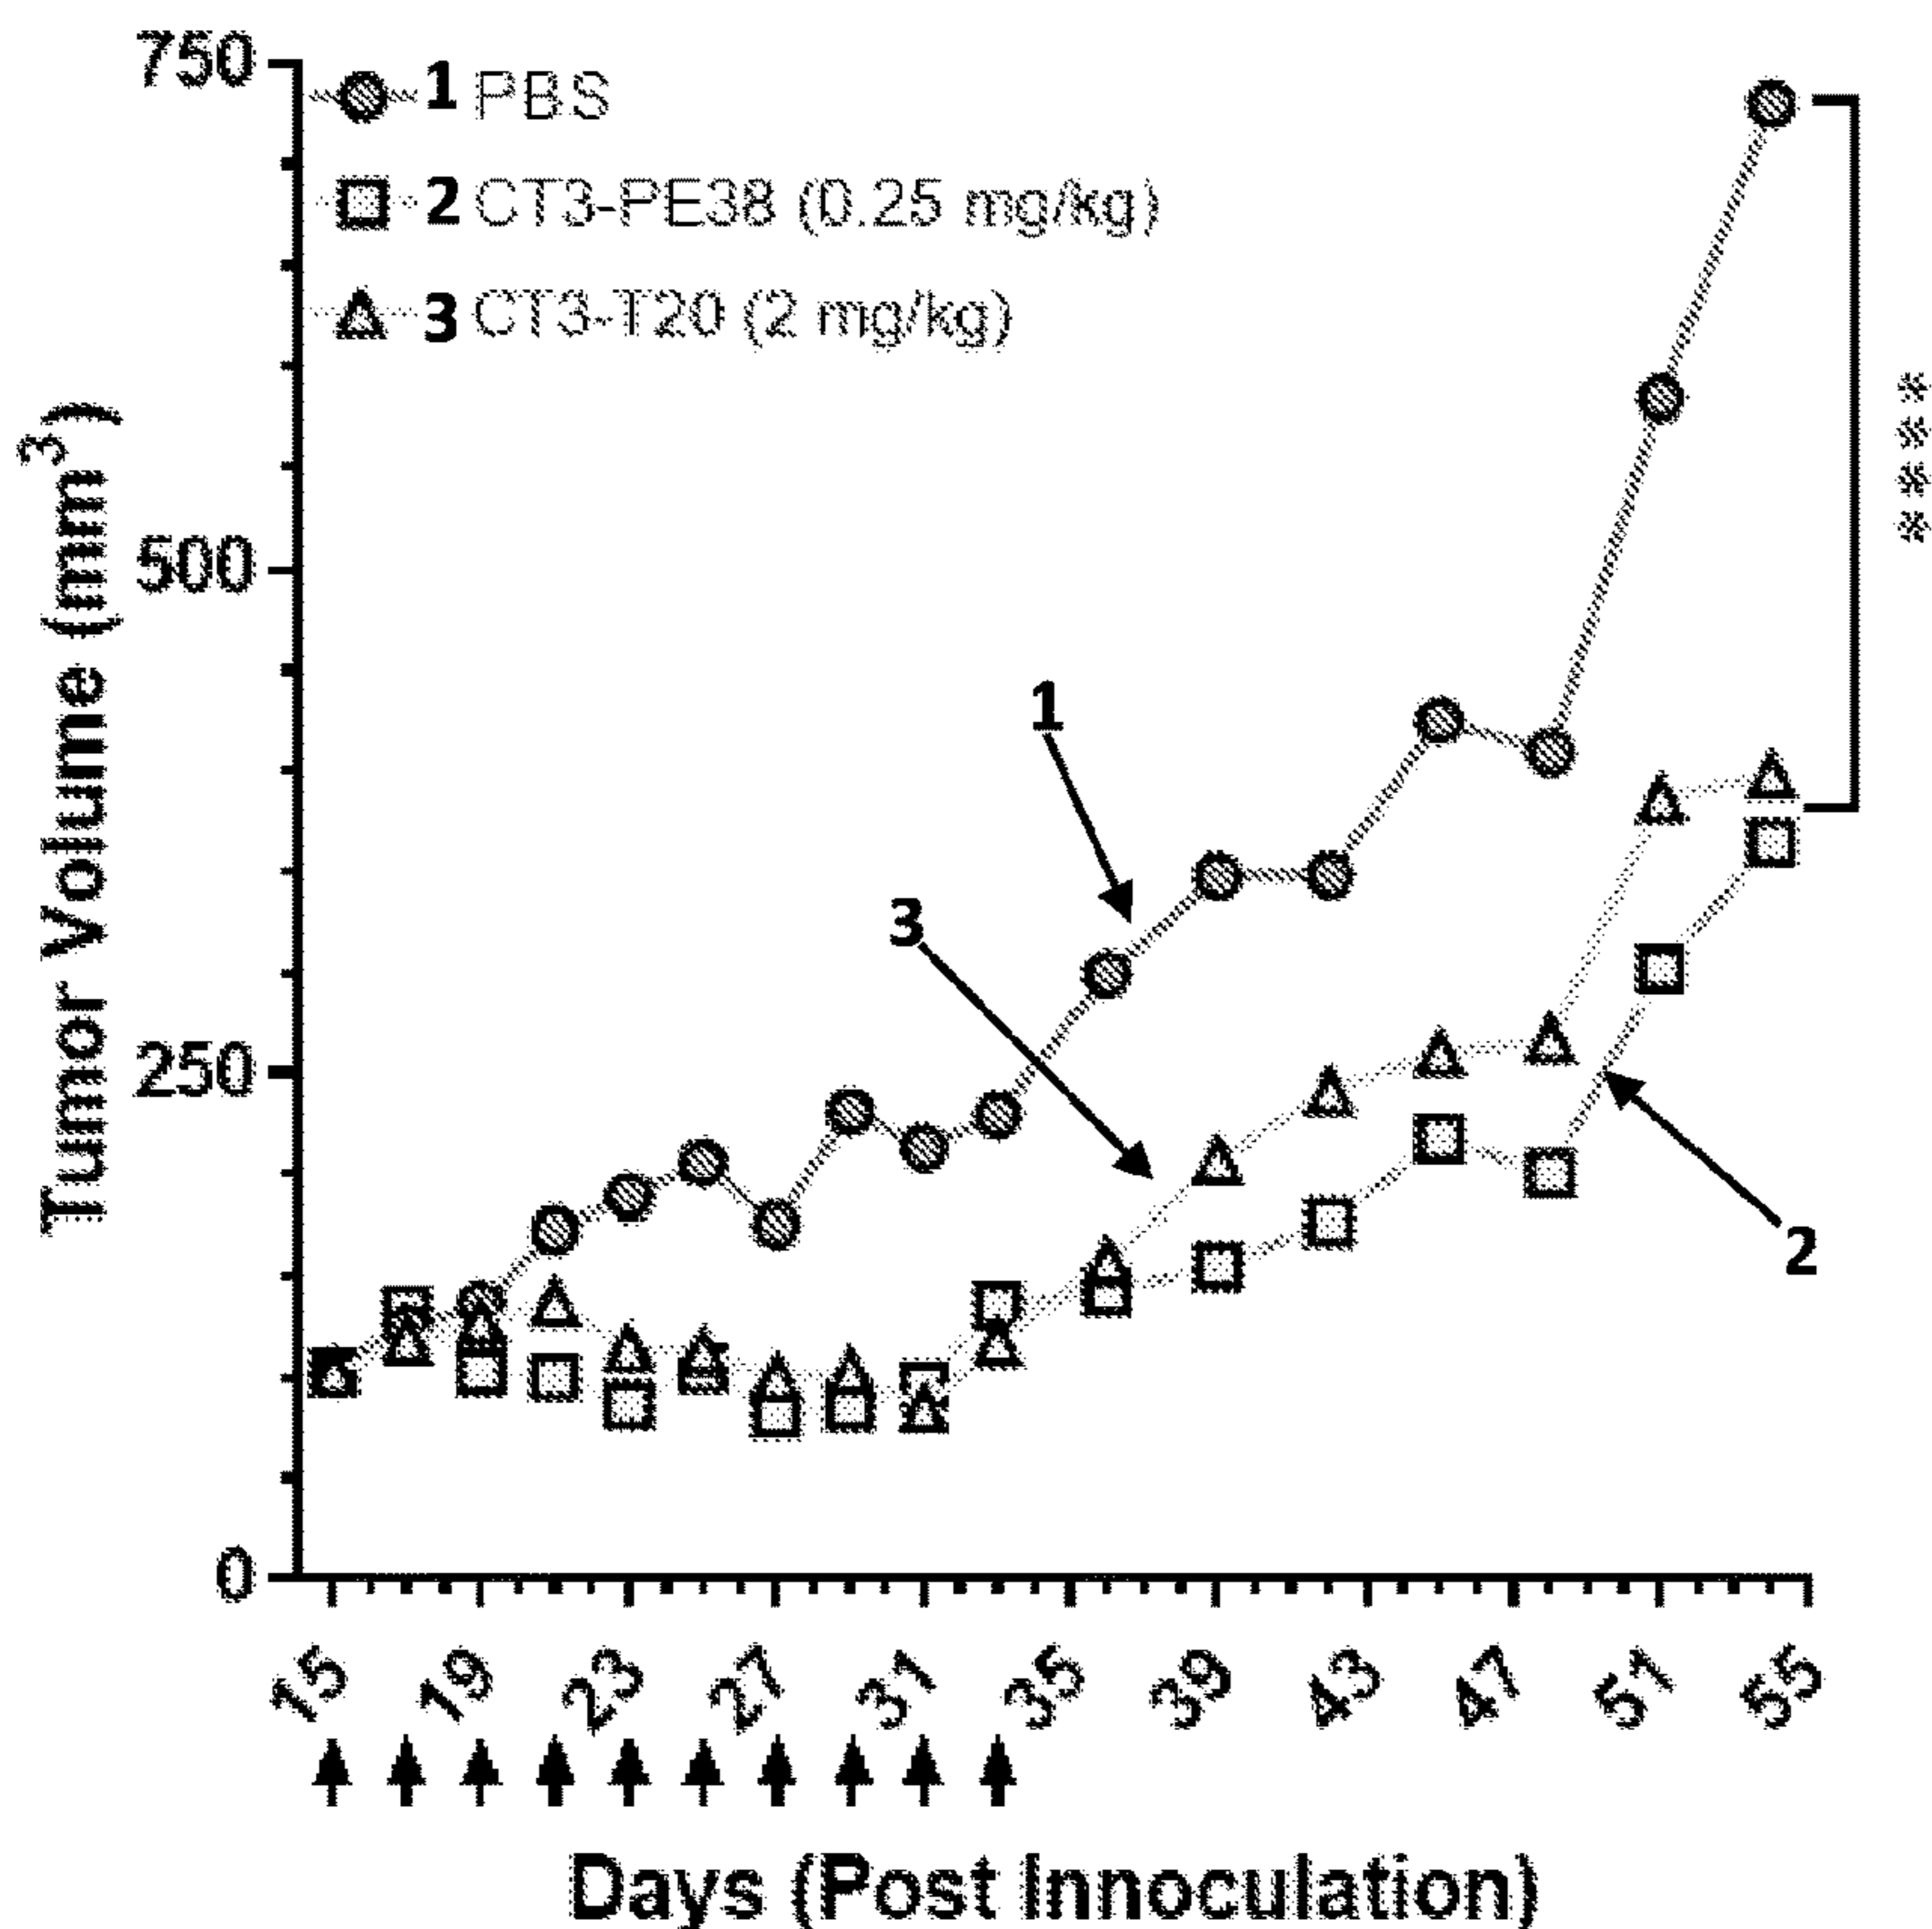 750
500
250
0
Tumor Volume (mm³)
1 PBS
2 CT3-PE38 (0.25 mg/kg)
3 CT3-T20 (2 mg/kg)
1
3
2
****
15 19 23 27 31 35 39 43 47 51 55
Days (Post Innoculation)